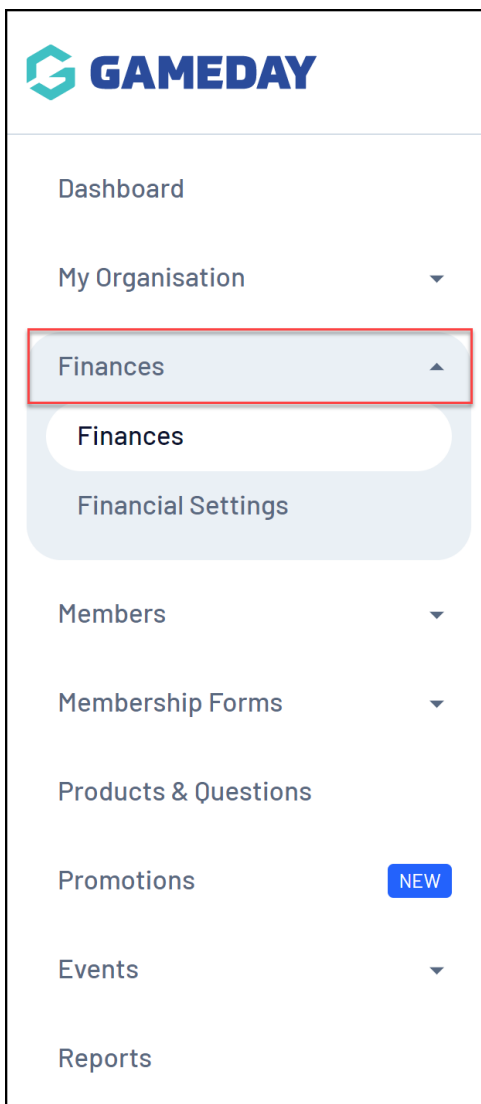 GAMEDAY
Dashboard
My Organisation
Finances
Finances
Financial Settings
Members
Membership Forms
Products & Questions
Promotions NEW
Events
Reports